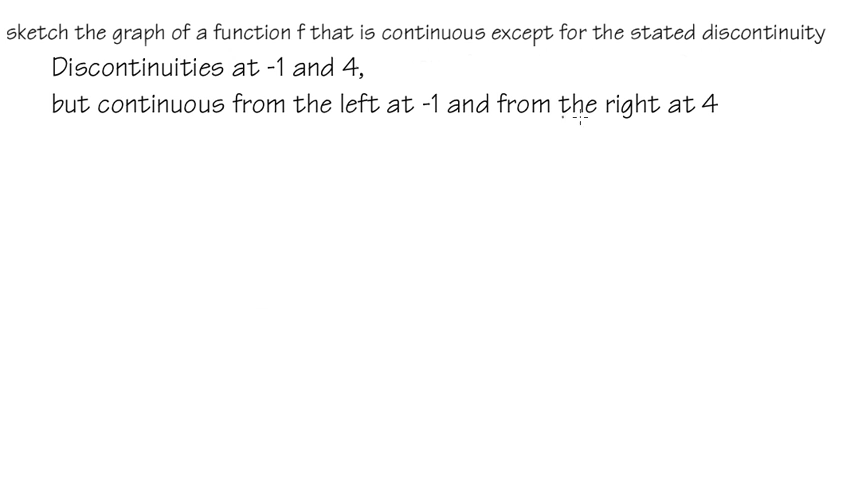 sketch the graph of a function f that is continuous except for the stated discontinuity
Discontinuities at -1 and 4,
but continuous from the left at -1 and from the right at 4